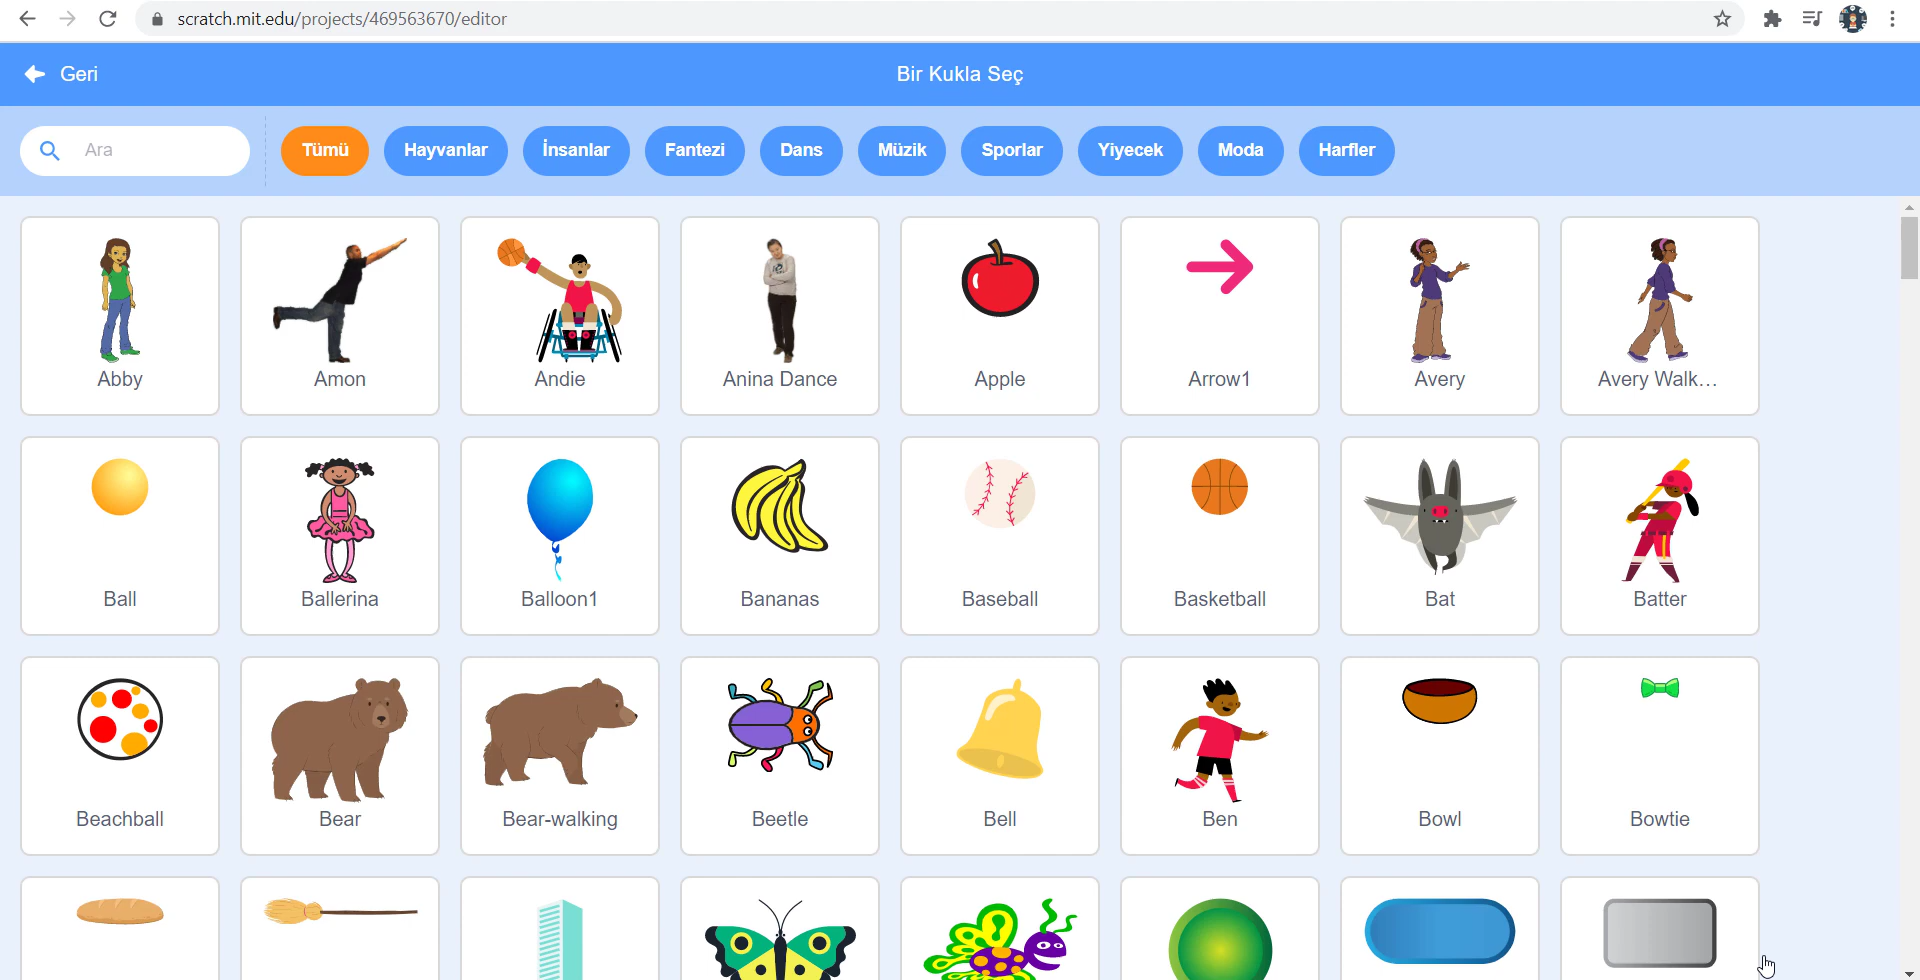 scratch.mit.edu/projects/469563670/editor
Geri
Bir Kukla Seç
Ara
Tümü
Hayvanlar
İnsanlar
Fantezi
Dans
Müzik
Sporlar
Yiyecek
Moda
Harfler
Abby
Amon
Andie
Anina Dance
Apple
Arrow1
Avery
Avery Walk...
Ball
Ballerina
Balloon1
Bananas
Baseball
Basketball
Bat
Batter
Beachball
Bear
Bear-walking
Beetle
Bell
Ben
Bowl
Bowtie